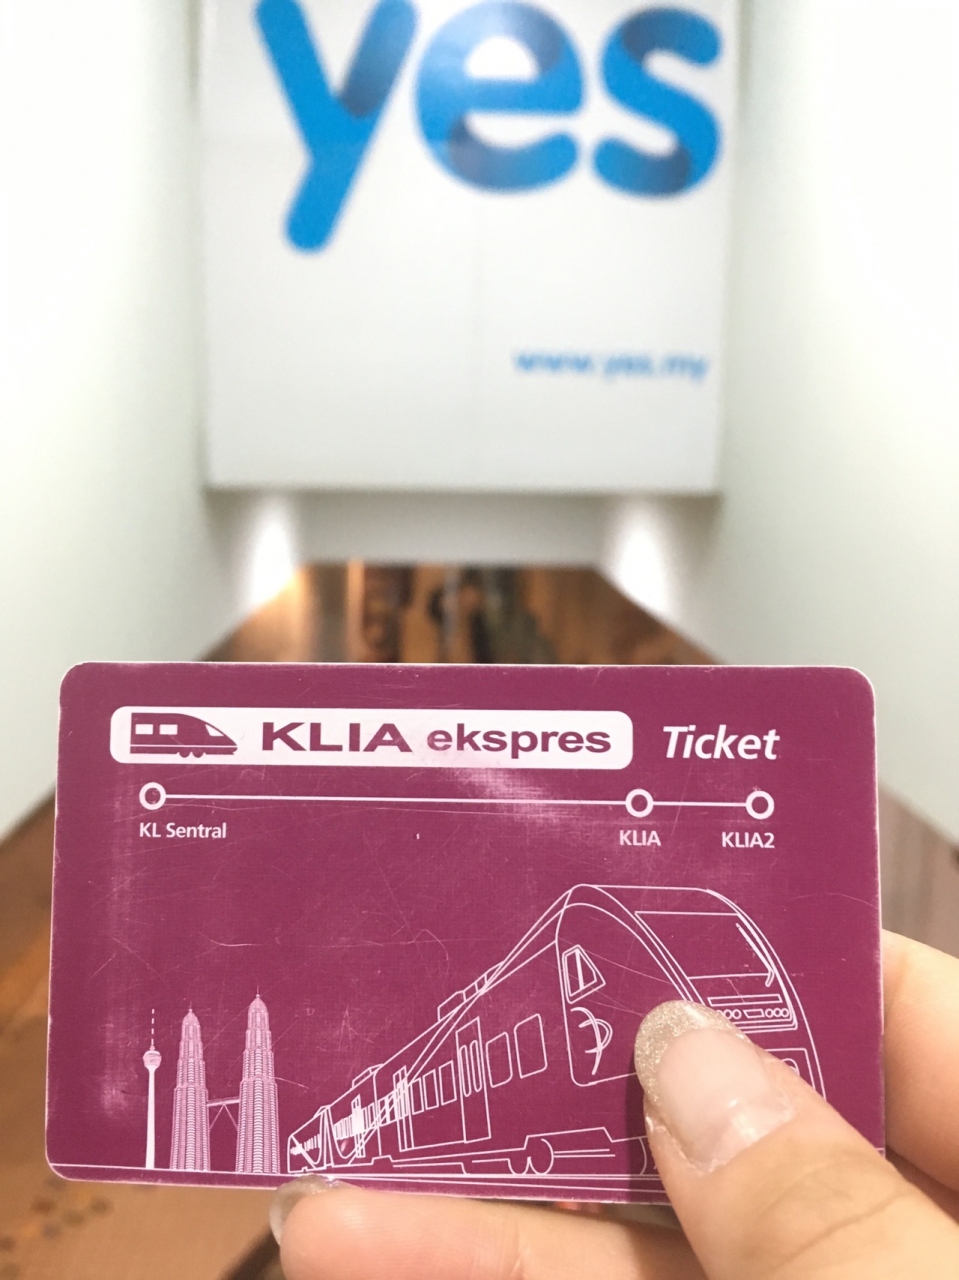 yes
www.yes.my
KLIA ekspres Ticket
KL Sentral KLIA KLIA2